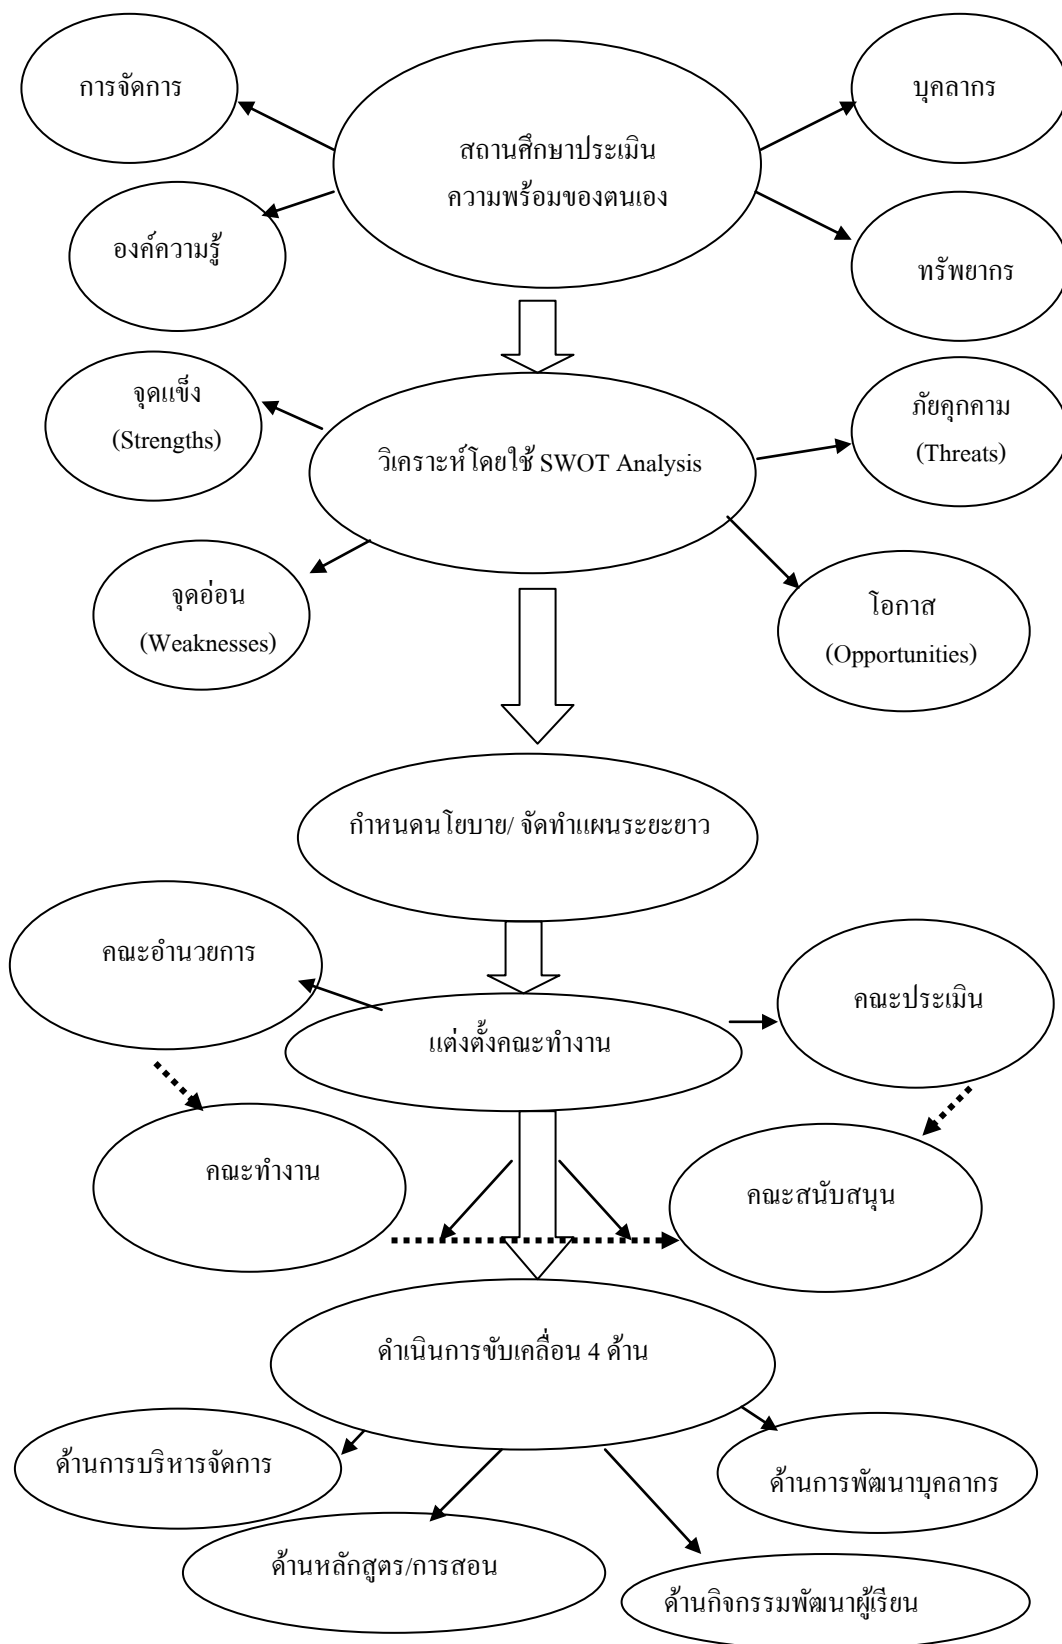 การจัดการ
บุคลากร
สถานศึกษาประเมิน
ความพร้อมของตนเอง
องค์ความรู้
ทรัพยากร
จุดแข็ง
(Strengths)
ภัยคุกคาม
(Threats)
วิเคราะห์โดยใช้ SWOT Analysis
จุดอ่อน
(Weaknesses)
โอกาส
(Opportunities)
กำหนดนโยบาย/ จัดทำแผนระยะยาว
คณะอำนวยการ
คณะประเมิน
แต่งตั้งคณะทำงาน
คณะทำงาน
คณะสนับสนุน
ดำเนินการขับเคลื่อน 4 ด้าน
ด้านการบริหารจัดการ
ด้านการพัฒนาบุคลากร
ด้านหลักสูตร/การสอน
ด้านกิจกรรมพัฒนาผู้เรียน